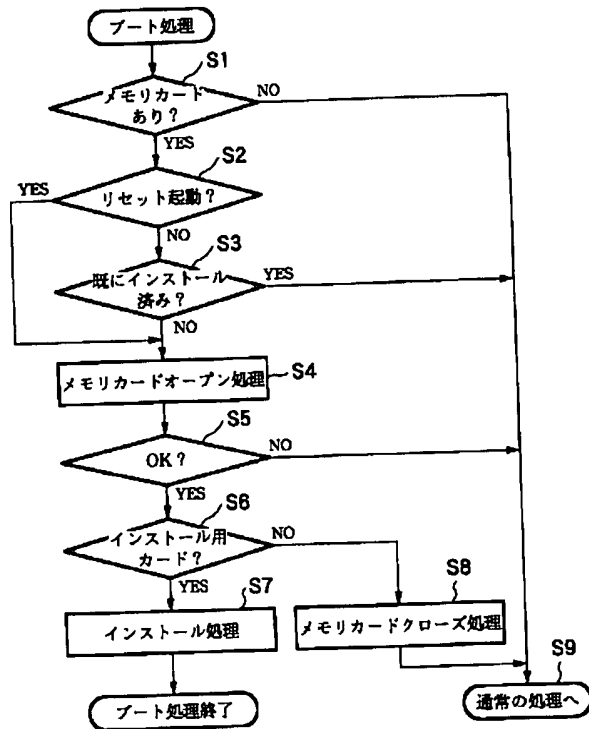 ブート処理
S1
メモリカード
あり？
NO
YES
S2
YES
リセット起動？
NO
S3
既にインストール
済み？
YES
NO
メモリカードオープン処理
S4
S5
OK？
NO
YES
S6
インストール用
カード？
NO
YES
S7
インストール処理
S8
メモリカードクローズ処理
S9
ブート処理終了
通常の処理へ